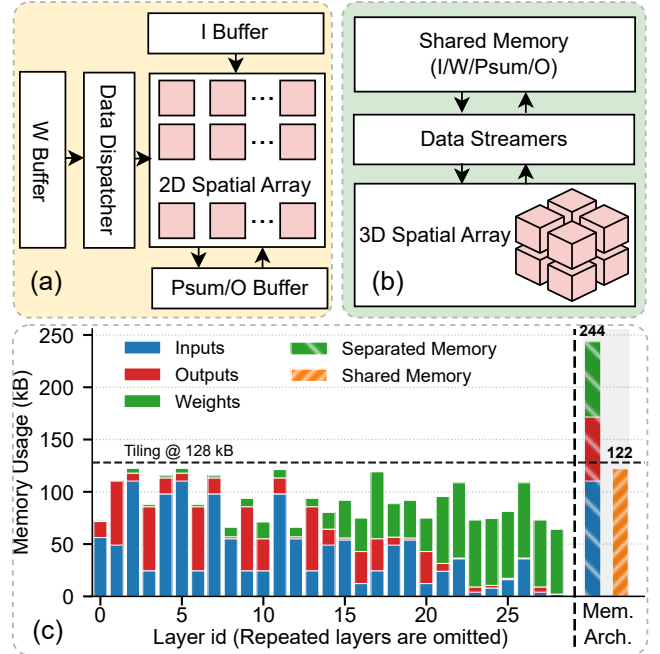 I Buffer
W Buffer
Data Dispatcher
2D Spatial Array
Psum/O Buffer
(a)
Shared Memory
(I/W/Psum/O)
Data Streamers
3D Spatial Array
(b)
Memory Usage (kB)
250
200
150
100
50
0
Inputs
Outputs
Weights
Separated Memory
Shared Memory
Tiling @ 128 kB
244
122
0
5
10
15
20
25
Mem.
Arch.
Layer id (Repeated layers are omitted)
(c)